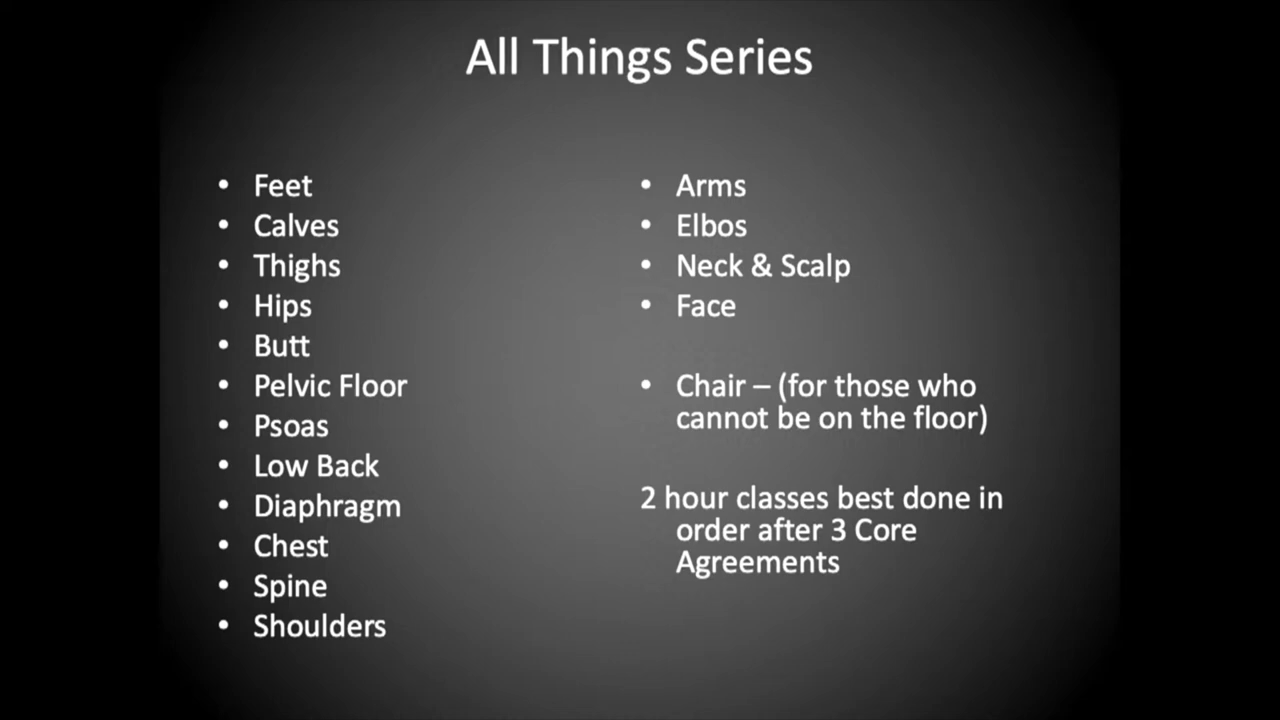 All Things Series
• Feet
• Calves
• Thighs
• Hips
• Butt
• Pelvic Floor
• Psoas
• Low Back
• Diaphragm
• Chest
• Spine
• Shoulders
• Arms
• Elbos
• Neck & Scalp
• Face
• Chair – (for those who
cannot be on the floor)
2 hour classes best done in
order after 3 Core
Agreements